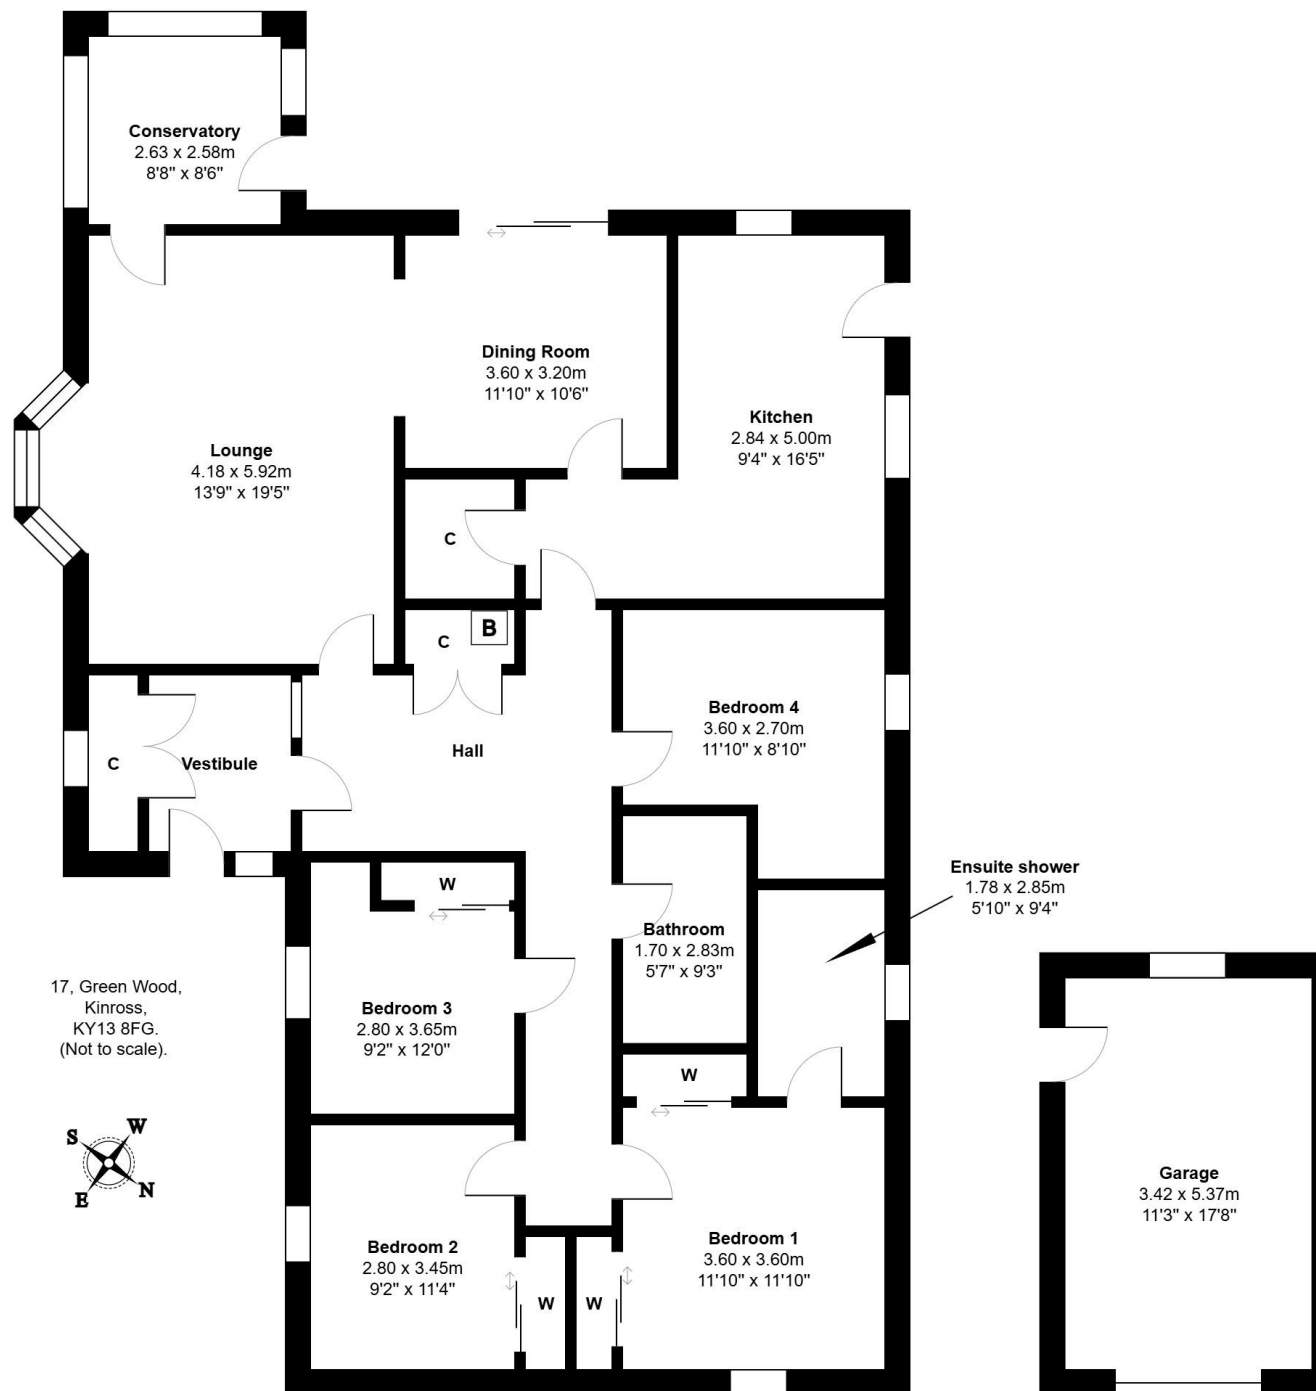 Conservatory
2.63 x 2.58m
8'8" x 8'6"
Dining Room
3.60 x 3.20m
11'10" x 10'6"
Kitchen
2.84 x 5.00m
9'4" x 16'5"
Lounge
4.18 x 5.92m
13'9" x 19'5"
C
C
B
Bedroom 4
3.60 x 2.70m
11'10" x 8'10"
Hall
C
Vestibule
Ensuite shower
1.78 x 2.85m
5'10" x 9'4"
W
Bathroom
1.70 x 2.83m
5'7" x 9'3"
Bedroom 3
2.80 x 3.65m
9'2" x 12'0"
17, Green Wood,
Kinross,
KY13 8FG.
(Not to scale).
W
S W
E N
Garage
3.42 x 5.37m
11'3" x 17'8"
Bedroom 2
2.80 x 3.45m
9'2" x 11'4"
Bedroom 1
3.60 x 3.60m
11'10" x 11'10"
W
W